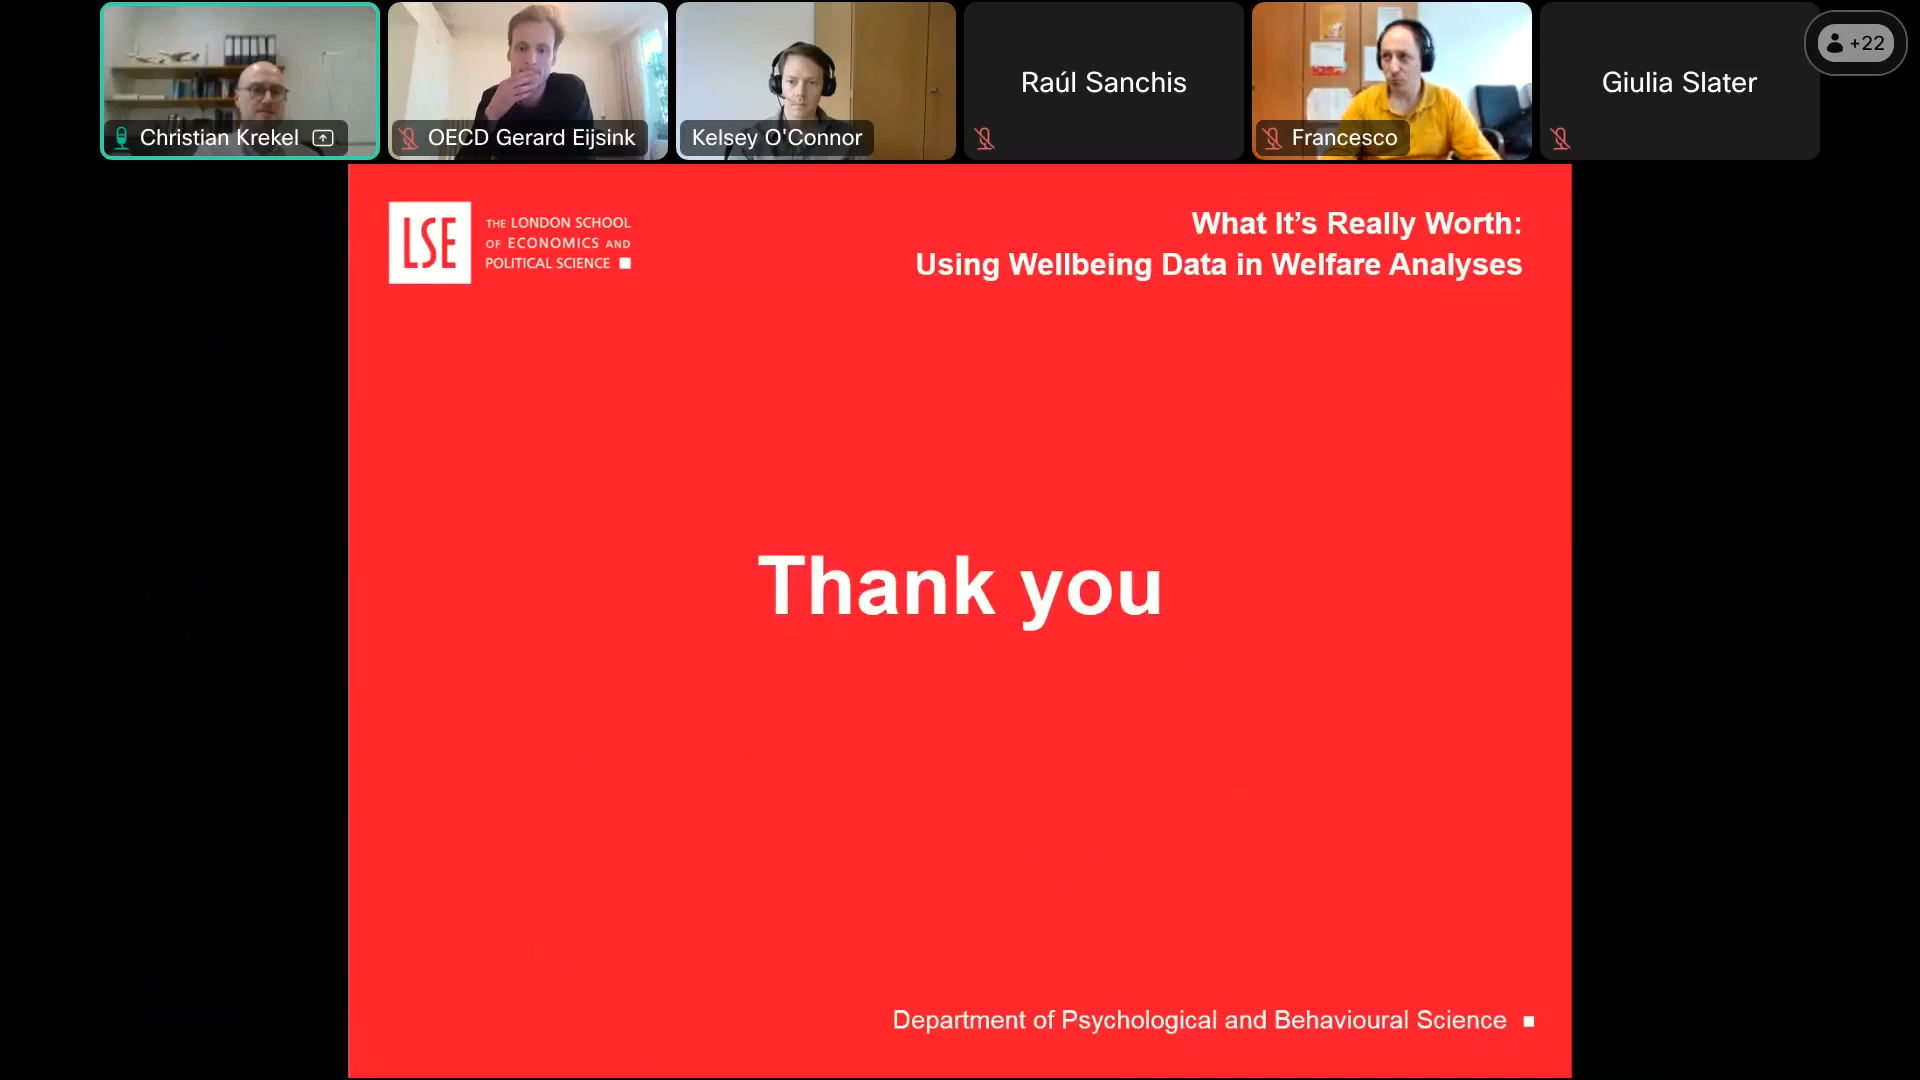 Christian Krekel
OECD Gerard Eijsink
Kelsey O'Connor
Raúl Sanchis
Francesco
Giulia Slater
+22
LSE
THE LONDON SCHOOL
OF ECONOMICS AND
POLITICAL SCIENCE
What It’s Really Worth:
Using Wellbeing Data in Welfare Analyses
Thank you
Department of Psychological and Behavioural Science